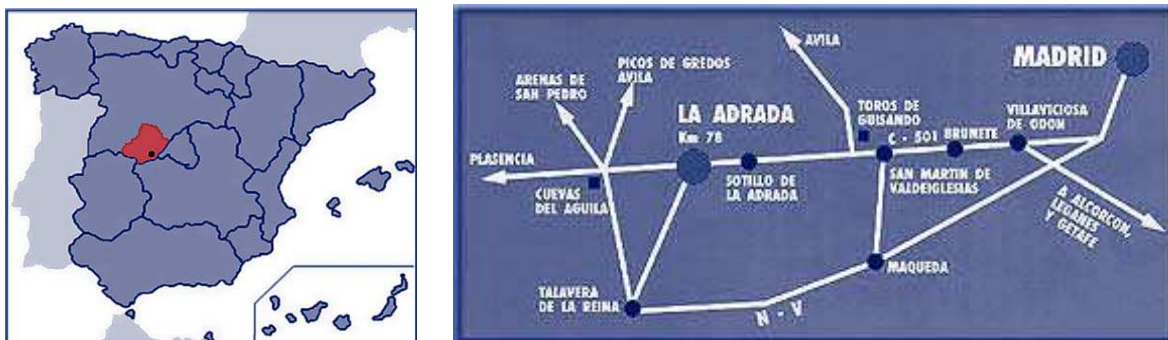 MADRID
AVILA
PICOS DE GREDOS
AVILA
ARENAS DE
SAN PEDRO
LA ADRADA
Km 78
TOROS DE
GUISANDO
VILLAVICIOSA
DE ODON
C - 501
BRUNETE
PLASENCIA
CUEVAS
DEL AGUILA
SOTILLO DE
LA ADRADA
SAN MARTIN DE
VALDEIGLESIAS
A ALCORCON,
LEGANES
Y GETAFE
MAQUEDA
TALAVERA
DE LA REINA
N - V